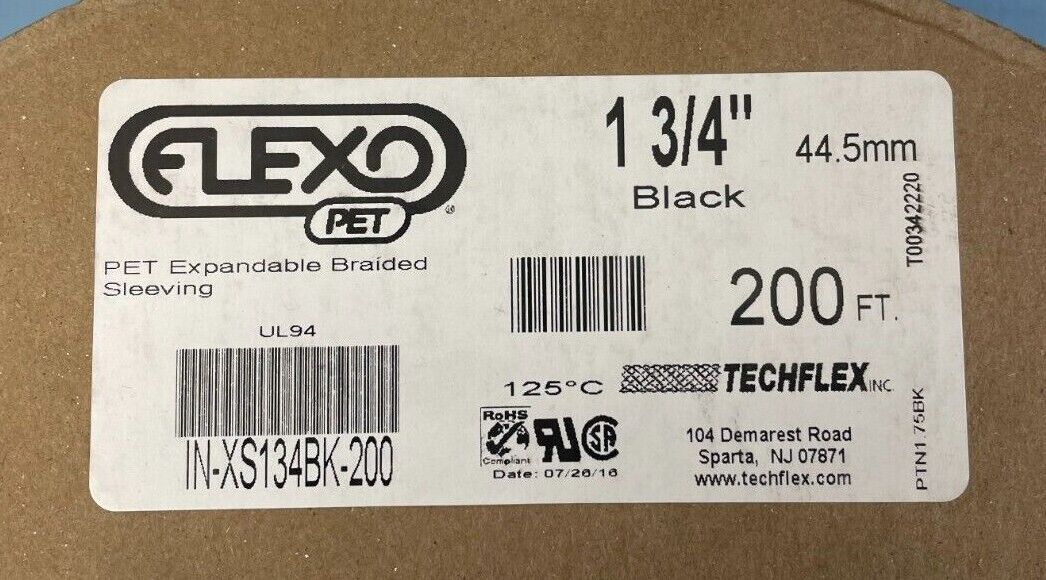 FLEXO
PET
®
PET Expandable Braided
Sleeving
UL94
IN-XS134BK-200
1 3/4"
44.5mm
Black
200 FT.
125°C
TECHFLEX INC.
RoHS
Compliant
RU
SA
Date: 07/26/16
104 Demarest Road
Sparta, NJ 07871
www.techflex.com
T00342220
PTN1.75BK